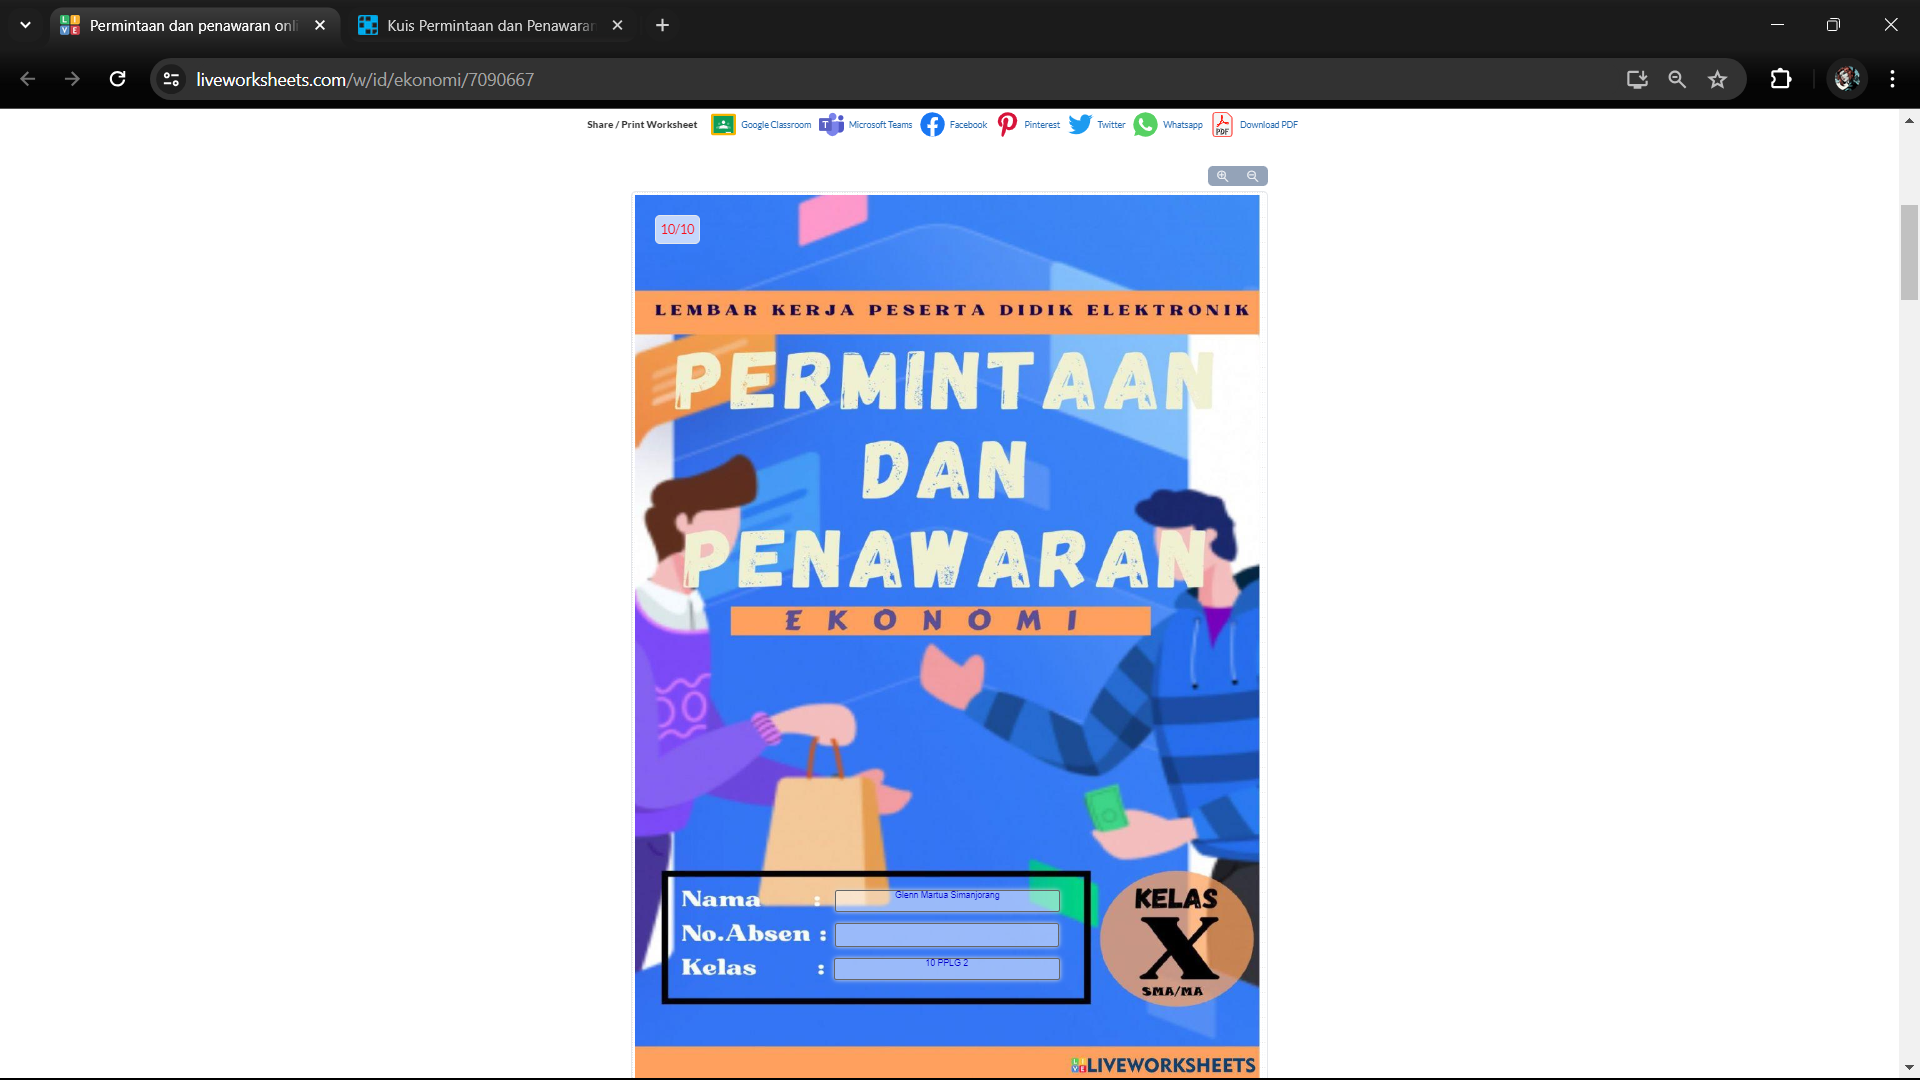 Permintaan dan penawaran onli
Kuis Permintaan dan Penawaran
liveworksheets.com/w/id/ekonomi/7090667
Share / Print Worksheet Google Classroom Microsoft Teams Facebook Pinterest Twitter Whatsapp Download PDF
10/10
LEMBAR KERJA PESERTA DIDIK ELEKTRONIK
PERMINTAAN
DAN
PENAWARAN
EKONOMI
Nama : Glenn Martua Simanjorang
No.Absen :
Kelas : 10 PPLG 2
KELAS
X
SMA/MA
LIVE LIVEWORKSHEETS